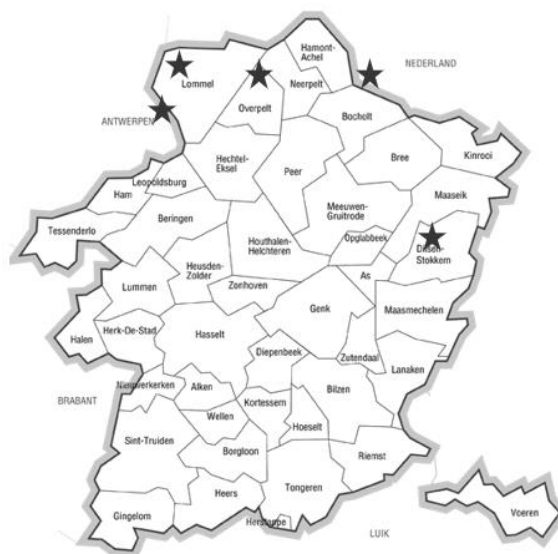 Hamont-
Achel
NEDERLAND
Lommel
Neerpelt
Overpelt
ANTWERPEN
Bocholt
Kinrooi
Hechtel-
Eksel
Peer
Bree
Leopoldsburg
Ham
Maaseik
Meeuwen-
Gruitrode
Beringen
Tessenderlo
Opglabbeek
Houthalen-
Helchteren
Dilsen-
Stokkem
Heusden-
Zolder
As
Lummen
Zonhoven
Genk
Maasmechelen
Herk-De-Stad
Halen
Hasselt
Diepenbeek
Zutendaal
Lanaken
Nieuwerkerken
Alken
Bilzen
BRABANT
Kortessem
Wellen
Hoeselt
Sint-Truiden
Borgloon
Riemst
Tongeren
Heers
Gingelom
Voeren
Herstappe
LUIK